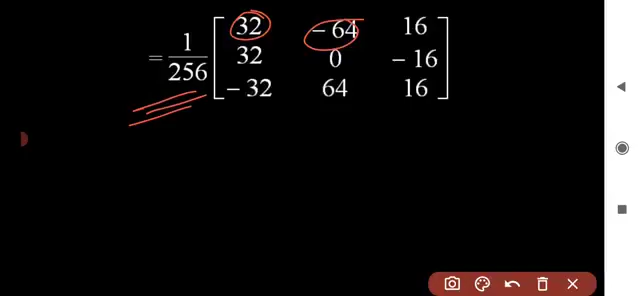 = 1/256 [ 32 - 64 16
32 0 - 16
- 32 64 16 ]